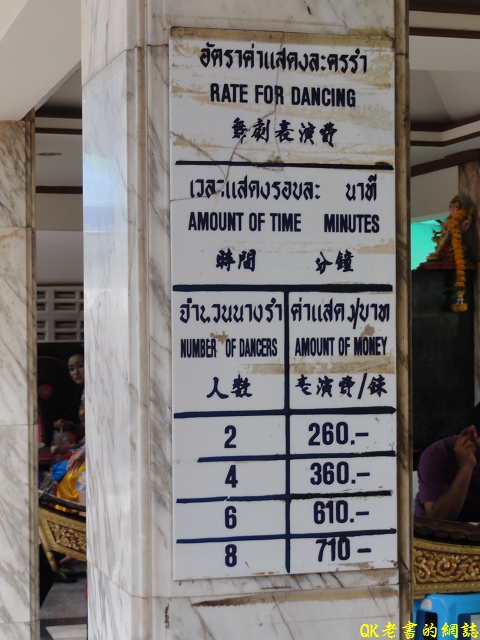 อัตราค่าแสดงละครรำ
RATE FOR DANCING
舞劇表演費
เวลาแสดงรอบละ นาที
AMOUNT OF TIME MINUTES
時間 分鐘
จำนวนนางรำ ค่าแสดง/บาท
NUMBER OF DANCERS AMOUNT OF MONEY
人數 表演費/銖
2 260.-
4 360.-
6 610.-
8 710-
QK老書的網誌